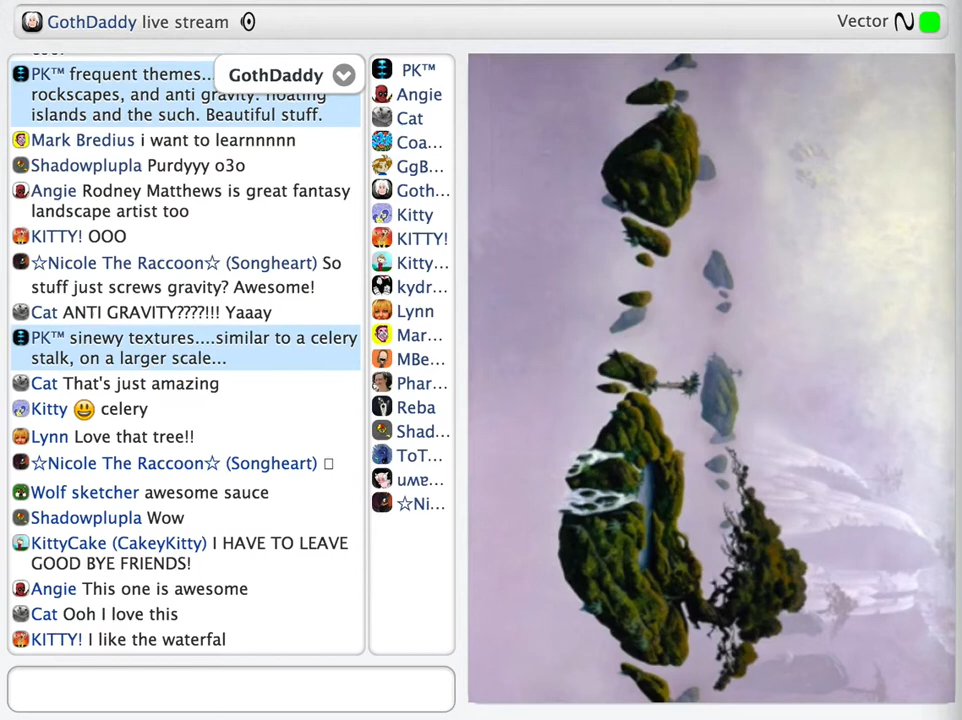 GothDaddy live stream
Vector
PK™ frequent themes...
GothDaddy
rockscapes, and anti gravity. floating
islands and the such. Beautiful stuff.
Mark Bredius i want to learnnnnn
Shadowplupla Purdyyy o3o
Angie Rodney Matthews is great fantasy
landscape artist too
KITTY! OOO
☆Nicole The Raccoon☆ (Songheart) So
stuff just screws gravity? Awesome!
Cat ANTI GRAVITY????!!! Yaaay
PK™ sinewy textures....similar to a celery
stalk, on a larger scale...
Cat That's just amazing
Kitty 😃 celery
Lynn Love that tree!!
☆Nicole The Raccoon☆ (Songheart) □
Wolf sketcher awesome sauce
Shadowplupla Wow
KittyCake (CakeyKitty) I HAVE TO LEAVE
GOOD BYE FRIENDS!
Angie This one is awesome
Cat Ooh I love this
KITTY! I like the waterfal
PK™
Angie
Cat
Coa...
GgB...
Goth...
Kitty
KITTY!
Kitty...
kydr...
Lynn
Mar...
MBe...
Phar...
Reba
Shad...
ToT...
uwɐ...
☆Ni...